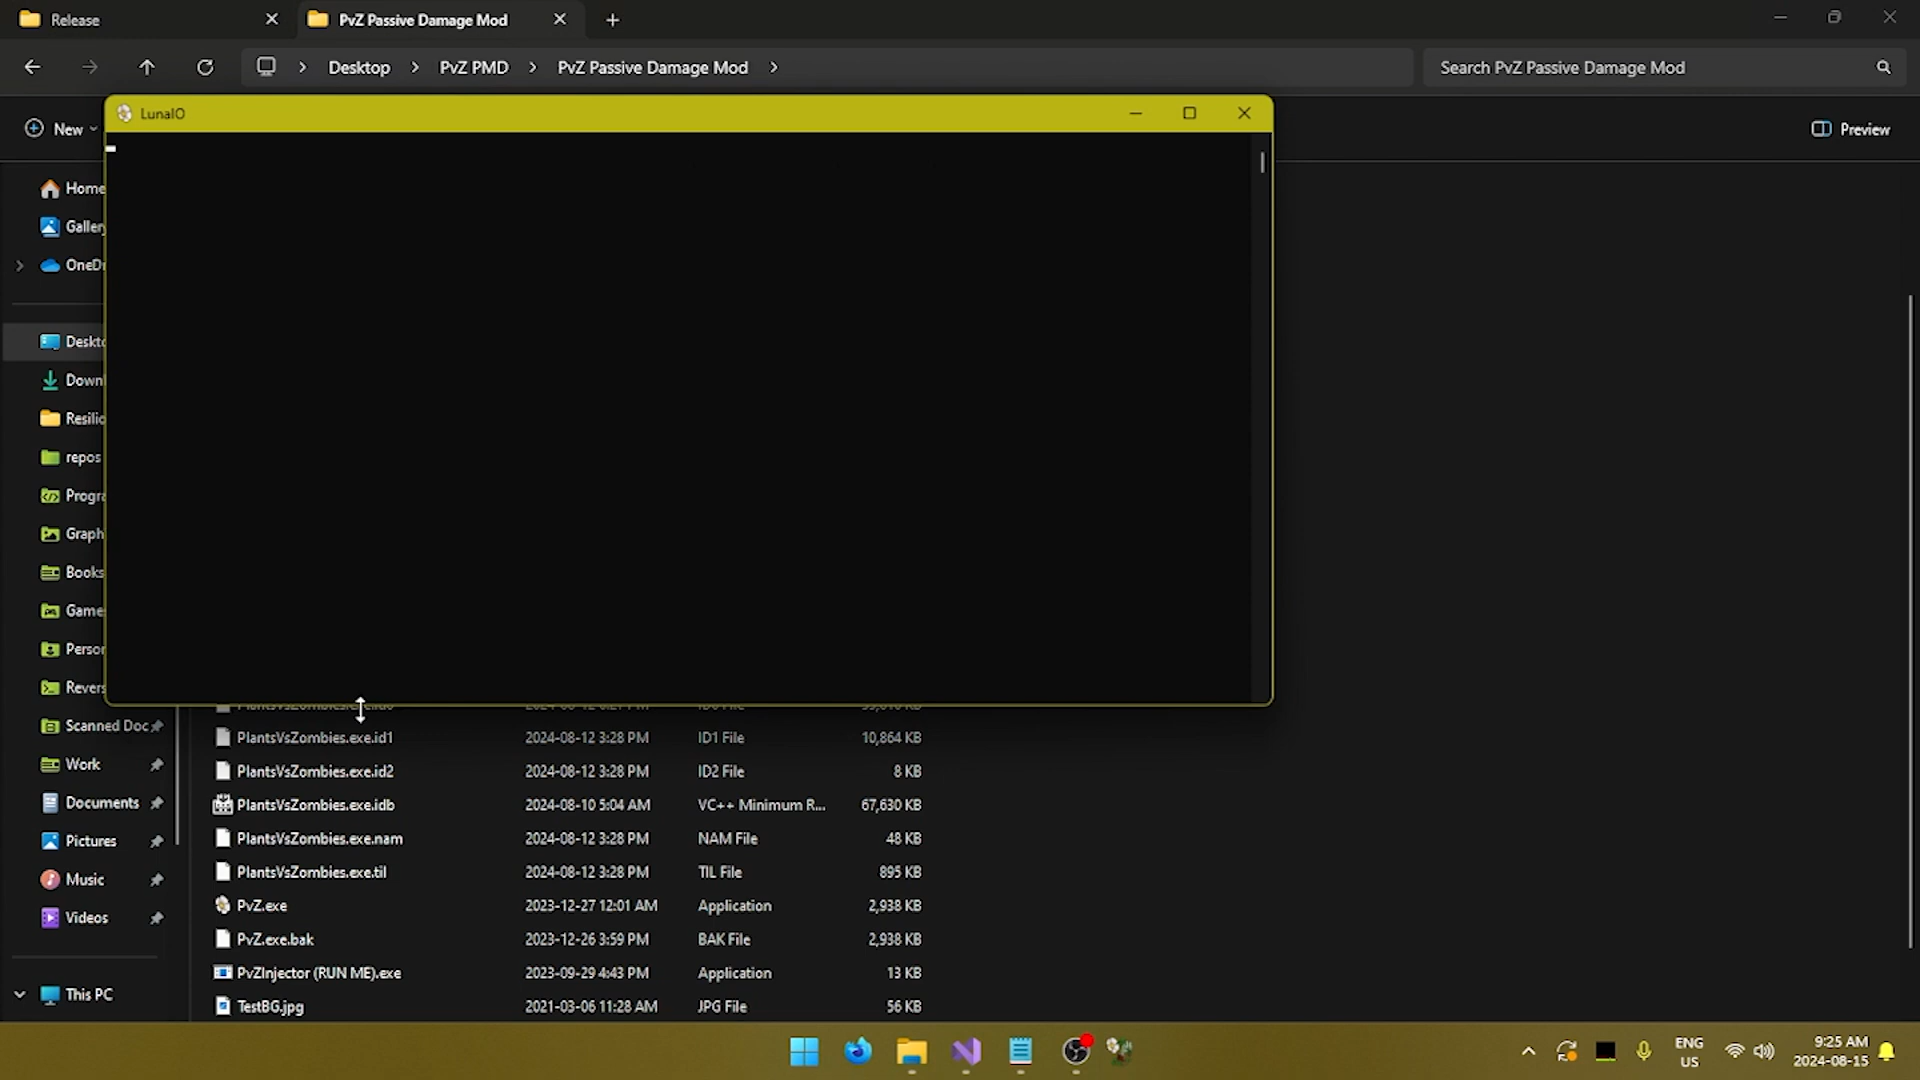 Release
PvZ Passive Damage Mod
Desktop > PvZ PMD > PvZ Passive Damage Mod >
Search PvZ Passive Damage Mod
New
LunaIO
Preview
Home
Gallery
OneDr
Deskto
Downl
Resilio
repos
Progra
Graph
Books
Game
Person
Revers
Scanned Doc
Work
Documents
Pictures
Music
Videos
This PC
PlantsVsZombies.exe.id1 2024-08-12 3:28 PM ID1 File 10,864 KB
PlantsVsZombies.exe.id2 2024-08-12 3:28 PM ID2 File 8 KB
PlantsVsZombies.exe.idb 2024-08-10 5:04 AM VC++ Minimum R... 67,630 KB
PlantsVsZombies.exe.nam 2024-08-12 3:28 PM NAM File 48 KB
PlantsVsZombies.exe.til 2024-08-12 3:28 PM TIL File 895 KB
PvZ.exe 2023-12-27 12:01 AM Application 2,938 KB
PvZ.exe.bak 2023-12-26 3:59 PM BAK File 2,938 KB
PvZInjector (RUN ME).exe 2023-09-29 4:43 PM Application 13 KB
TestBG.jpg 2021-03-06 11:28 AM JPG File 56 KB
ENG
US
9:25 AM
2024-08-15